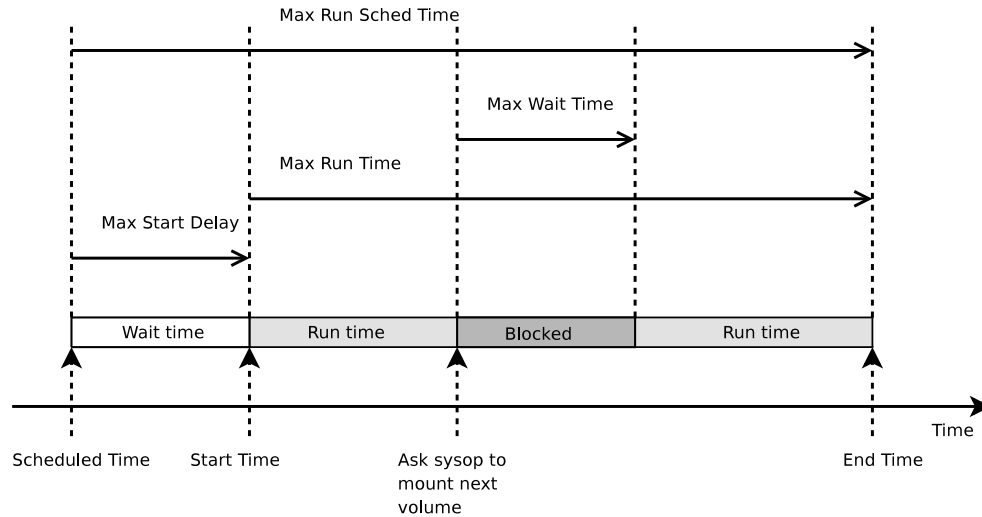 Max Run Sched Time
Max Wait Time
Max Run Time
Max Start Delay
Wait time
Run time
Blocked
Run time
Time
Scheduled Time
Start Time
Ask sysop to
mount next
volume
End Time